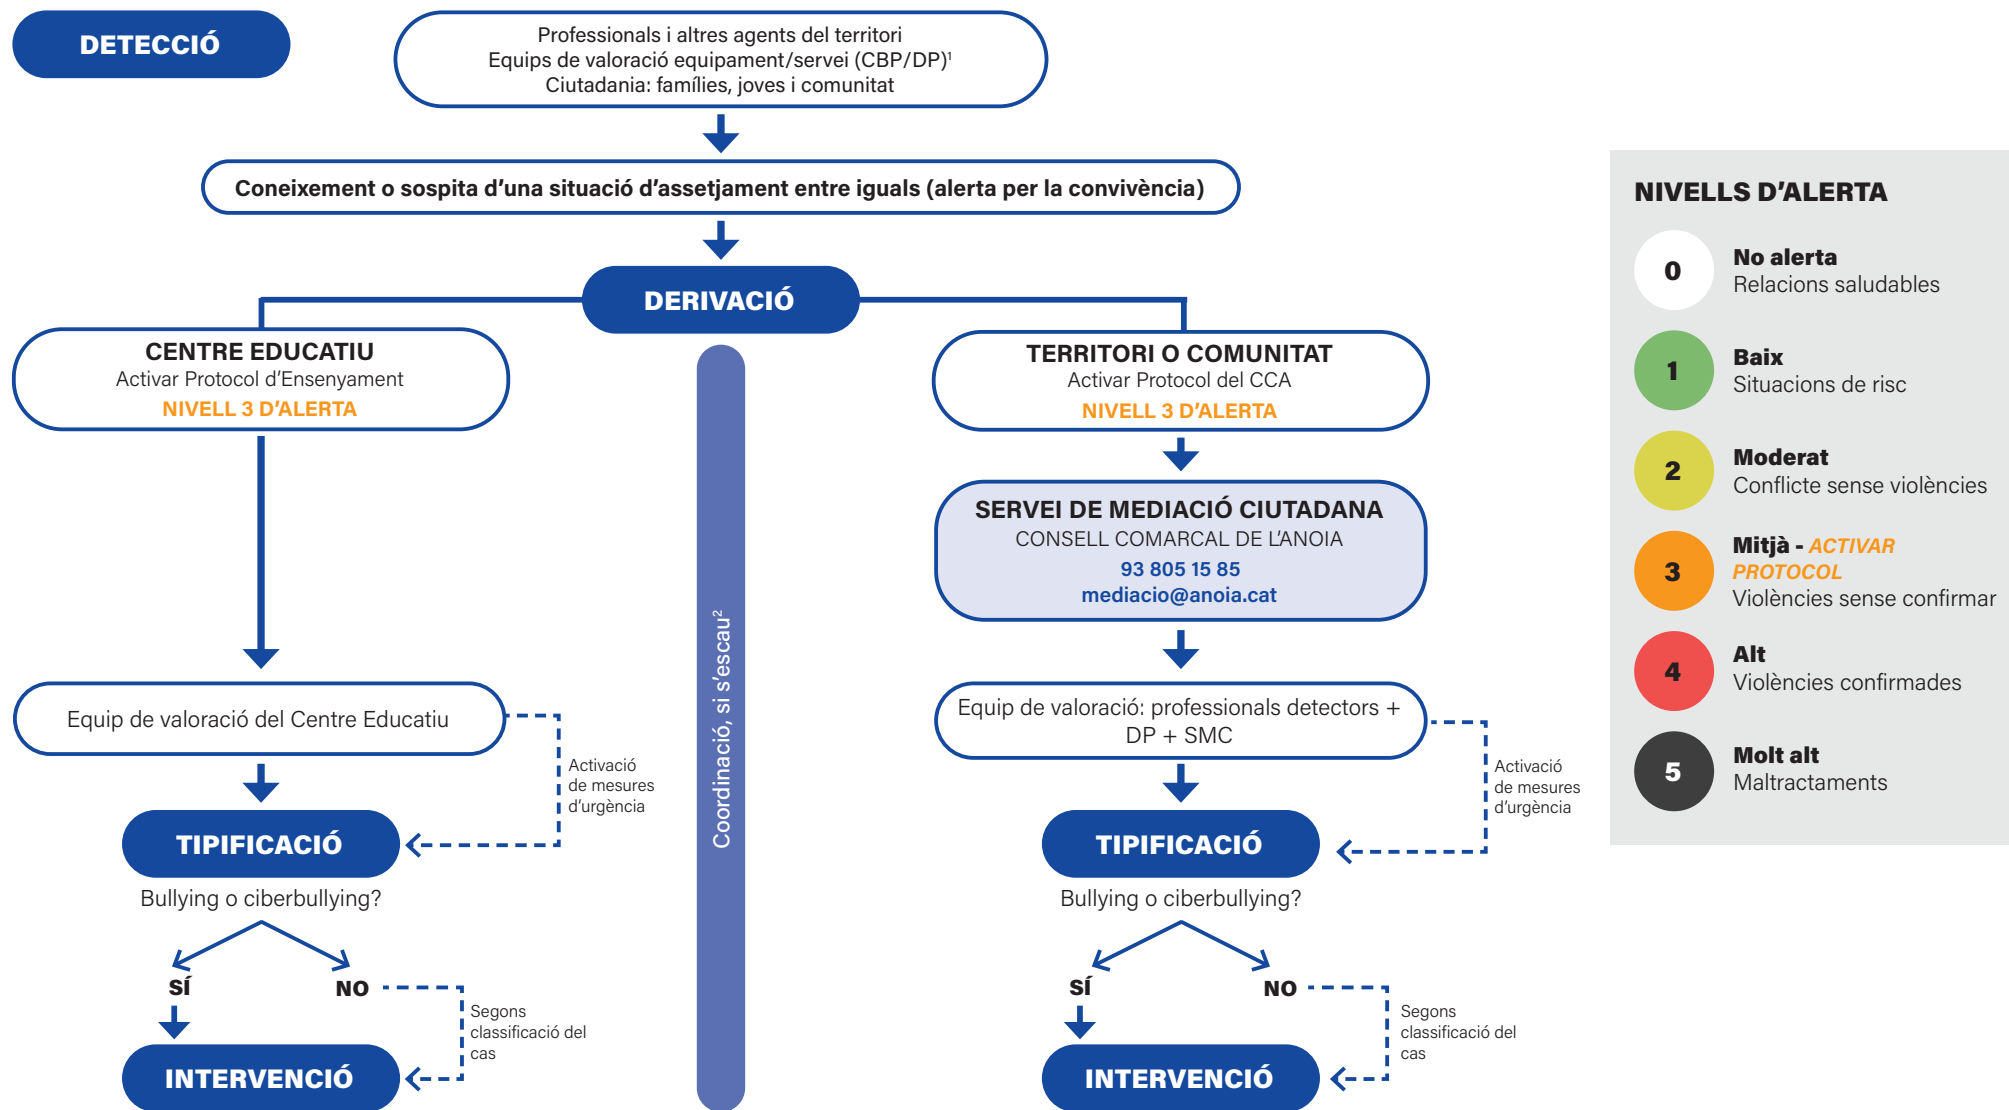 DETECCIÓ
Professionals i altres agents del territori
Equips de valoració equipament/servei (CBP/DP)¹
Ciutadania: famílies, joves i comunitat
Coneixement o sospita d'una situació d'assetjament entre iguals (alerta per la convivència)
DERIVACIÓ
CENTRE EDUCATIU
Activar Protocol d'Ensenyament
NIVELL 3 D'ALERTA
Equip de valoració del Centre Educatiu
Activació
de mesures
d'urgència
TIPIFICACIÓ
Bullying o ciberbullying?
SÍ
NO
Segons
classificació del
cas
INTERVENCIÓ
Coordinació, si s'escau²
TERRITORI O COMUNITAT
Activar Protocol del CCA
NIVELL 3 D'ALERTA
SERVEI DE MEDIACIÓ CIUTADANA
CONSELL COMARCAL DE L'ANOIA
93 805 15 85
mediacio@anoia.cat
Equip de valoració: professionals detectors +
DP + SMC
Activació
de mesures
d'urgència
TIPIFICACIÓ
Bullying o ciberbullying?
SÍ
NO
Segons
classificació del
cas
INTERVENCIÓ
NIVELLS D'ALERTA
0
No alerta
Relacions saludables
1
Baix
Situacions de risc
2
Moderat
Conflicte sense violències
3
Mitjà - ACTIVAR
PROTOCOL
Violències sense confirmar
4
Alt
Violències confirmades
5
Molt alt
Maltractaments